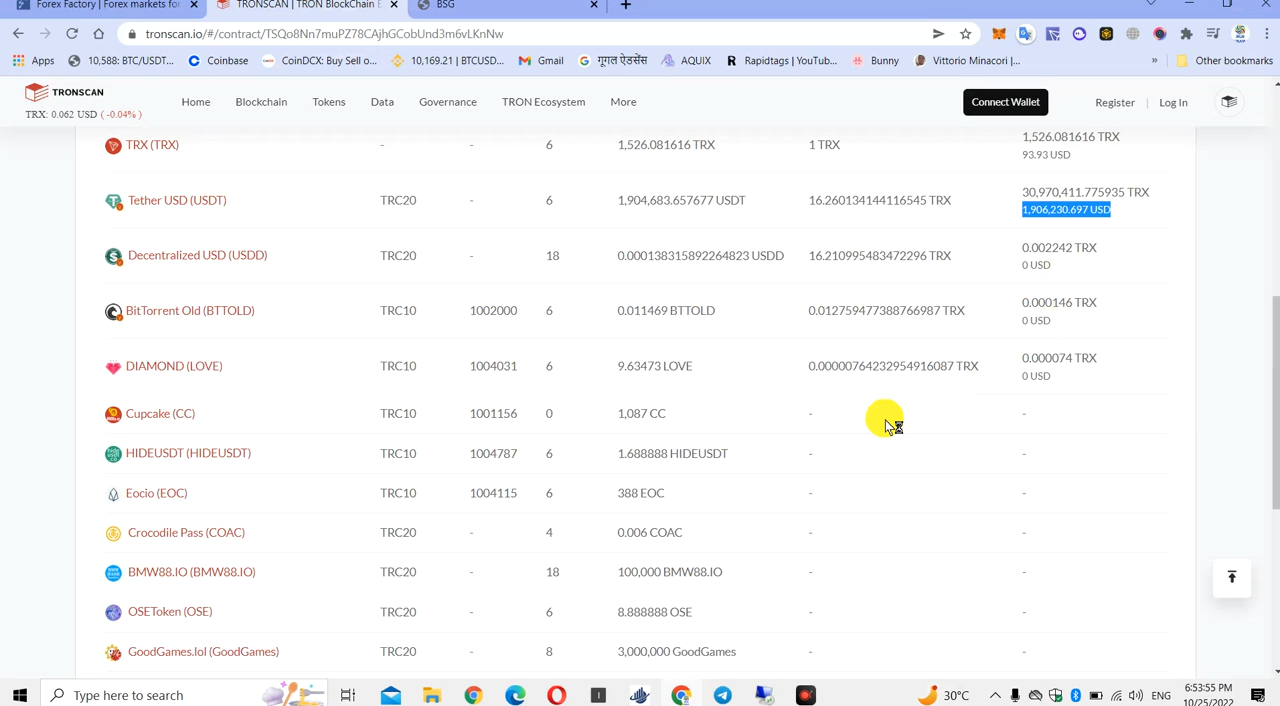 Forex Factory | Forex markets for
TRONSCAN | TRON BlockChain E
BSG
tronscan.io/#/contract/TSQo8Nn7nuPZ78CAjhGCobUnd3m6vLKnNw
Apps
10,588: BTC/USDT...
Coinbase
CoinDCX: Buy Sell o...
10,169.21 | BTCUSD...
Gmail
गूगल ऐडसेंस
AQUIX
Rapidtags | YouTub...
Bunny
Vittorio Minacori |...
»
Other bookmarks
TRONSCAN
TRX: 0.062 USD ( -0.04% )
Home
Blockchain
Tokens
Data
Governance
TRON Ecosystem
More
Connect Wallet
Register | Log In
TRX (TRX) - - 6 1,526.081616 TRX 1 TRX 1,526.081616 TRX
93.93 USD
Tether USD (USDT) TRC20 - 6 1,904,683.657677 USDT 16.260134144116545 TRX 30,970,411.775935 TRX
1,906,230.697 USD
Decentralized USD (USDD) TRC20 - 18 0.000138315892264823 USDD 16.210995483472296 TRX 0.002242 TRX
0 USD
BitTorrent Old (BTTOLD) TRC10 1002000 6 0.011469 BTTOLD 0.012759477388766987 TRX 0.000146 TRX
0 USD
DIAMOND (LOVE) TRC10 1004031 6 9.63473 LOVE 0.00000764232954916087 TRX 0.000074 TRX
0 USD
Cupcake (CC) TRC10 1001156 0 1,087 CC - -
HIDEUSDT (HIDEUSDT) TRC10 1004787 6 1.688888 HIDEUSDT - -
Eocio (EOC) TRC10 1004115 6 388 EOC - -
Crocodile Pass (COAC) TRC20 - 4 0.006 COAC - -
BMW88.IO (BMW88.IO) TRC20 - 18 100,000 BMW88.IO - -
OSEToken (OSE) TRC20 - 6 8.888888 OSE - -
GoodGames.lol (GoodGames) TRC20 - 8 3,000,000 GoodGames - -
Type here to search
30°C
ENG
6:53:55 PM
10/25/2022